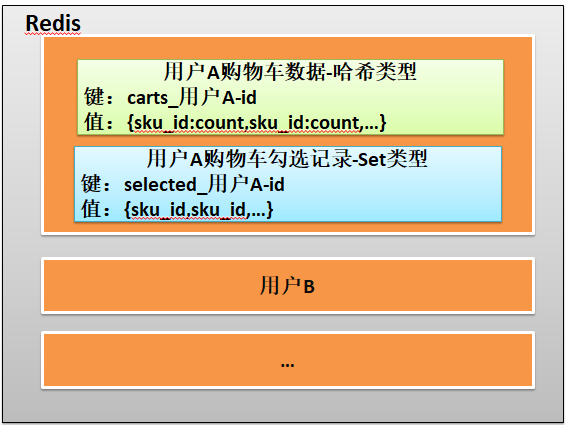 Redis
用户A购物车数据-哈希类型
键：carts_用户A-id
值：{sku_id:count,sku_id:count,...}
用户A购物车勾选记录-Set类型
键：selected_用户A-id
值：{sku_id,sku_id,...}
用户B
...